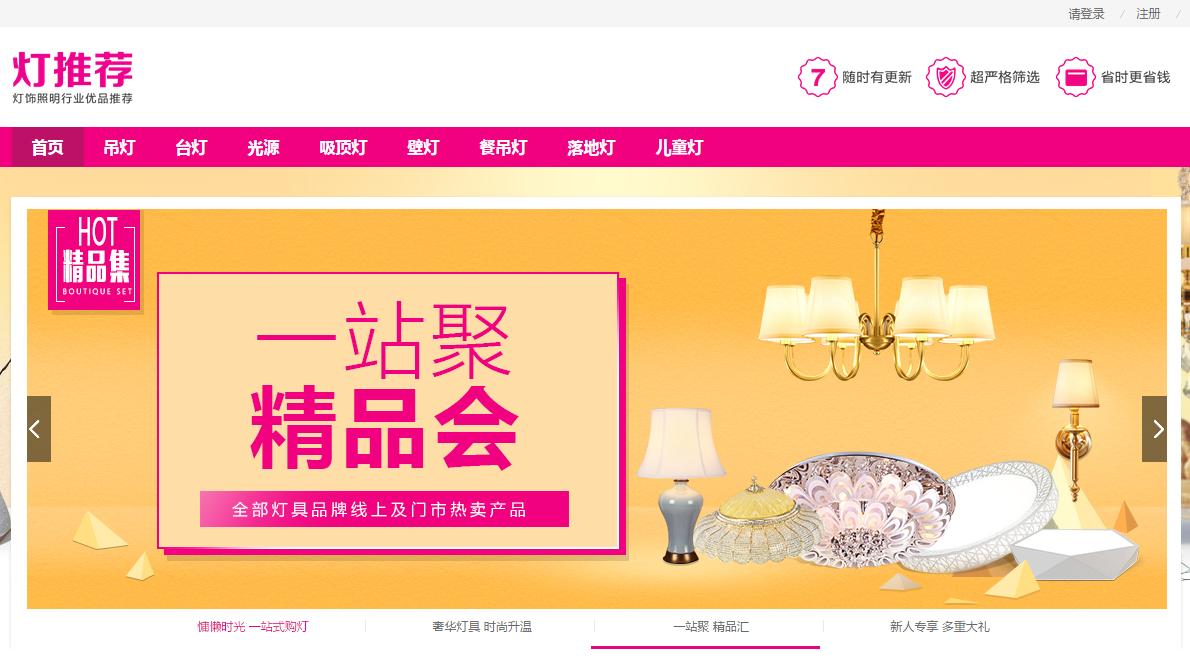 请登录 / 注册 /
灯推荐
灯饰照明行业优品推荐
7 随时有更新 超严格筛选 省时更省钱
首页 吊灯 台灯 光源 吸顶灯 壁灯 餐吊灯 落地灯 儿童灯
HOT
精品集
BOUTIQUE SET
一站聚
精品会
全部灯具品牌线上及门市热卖产品
慵懒时光 一站式购灯 奢华灯具 时尚升温 一站聚 精品汇 新人专享 多重大礼